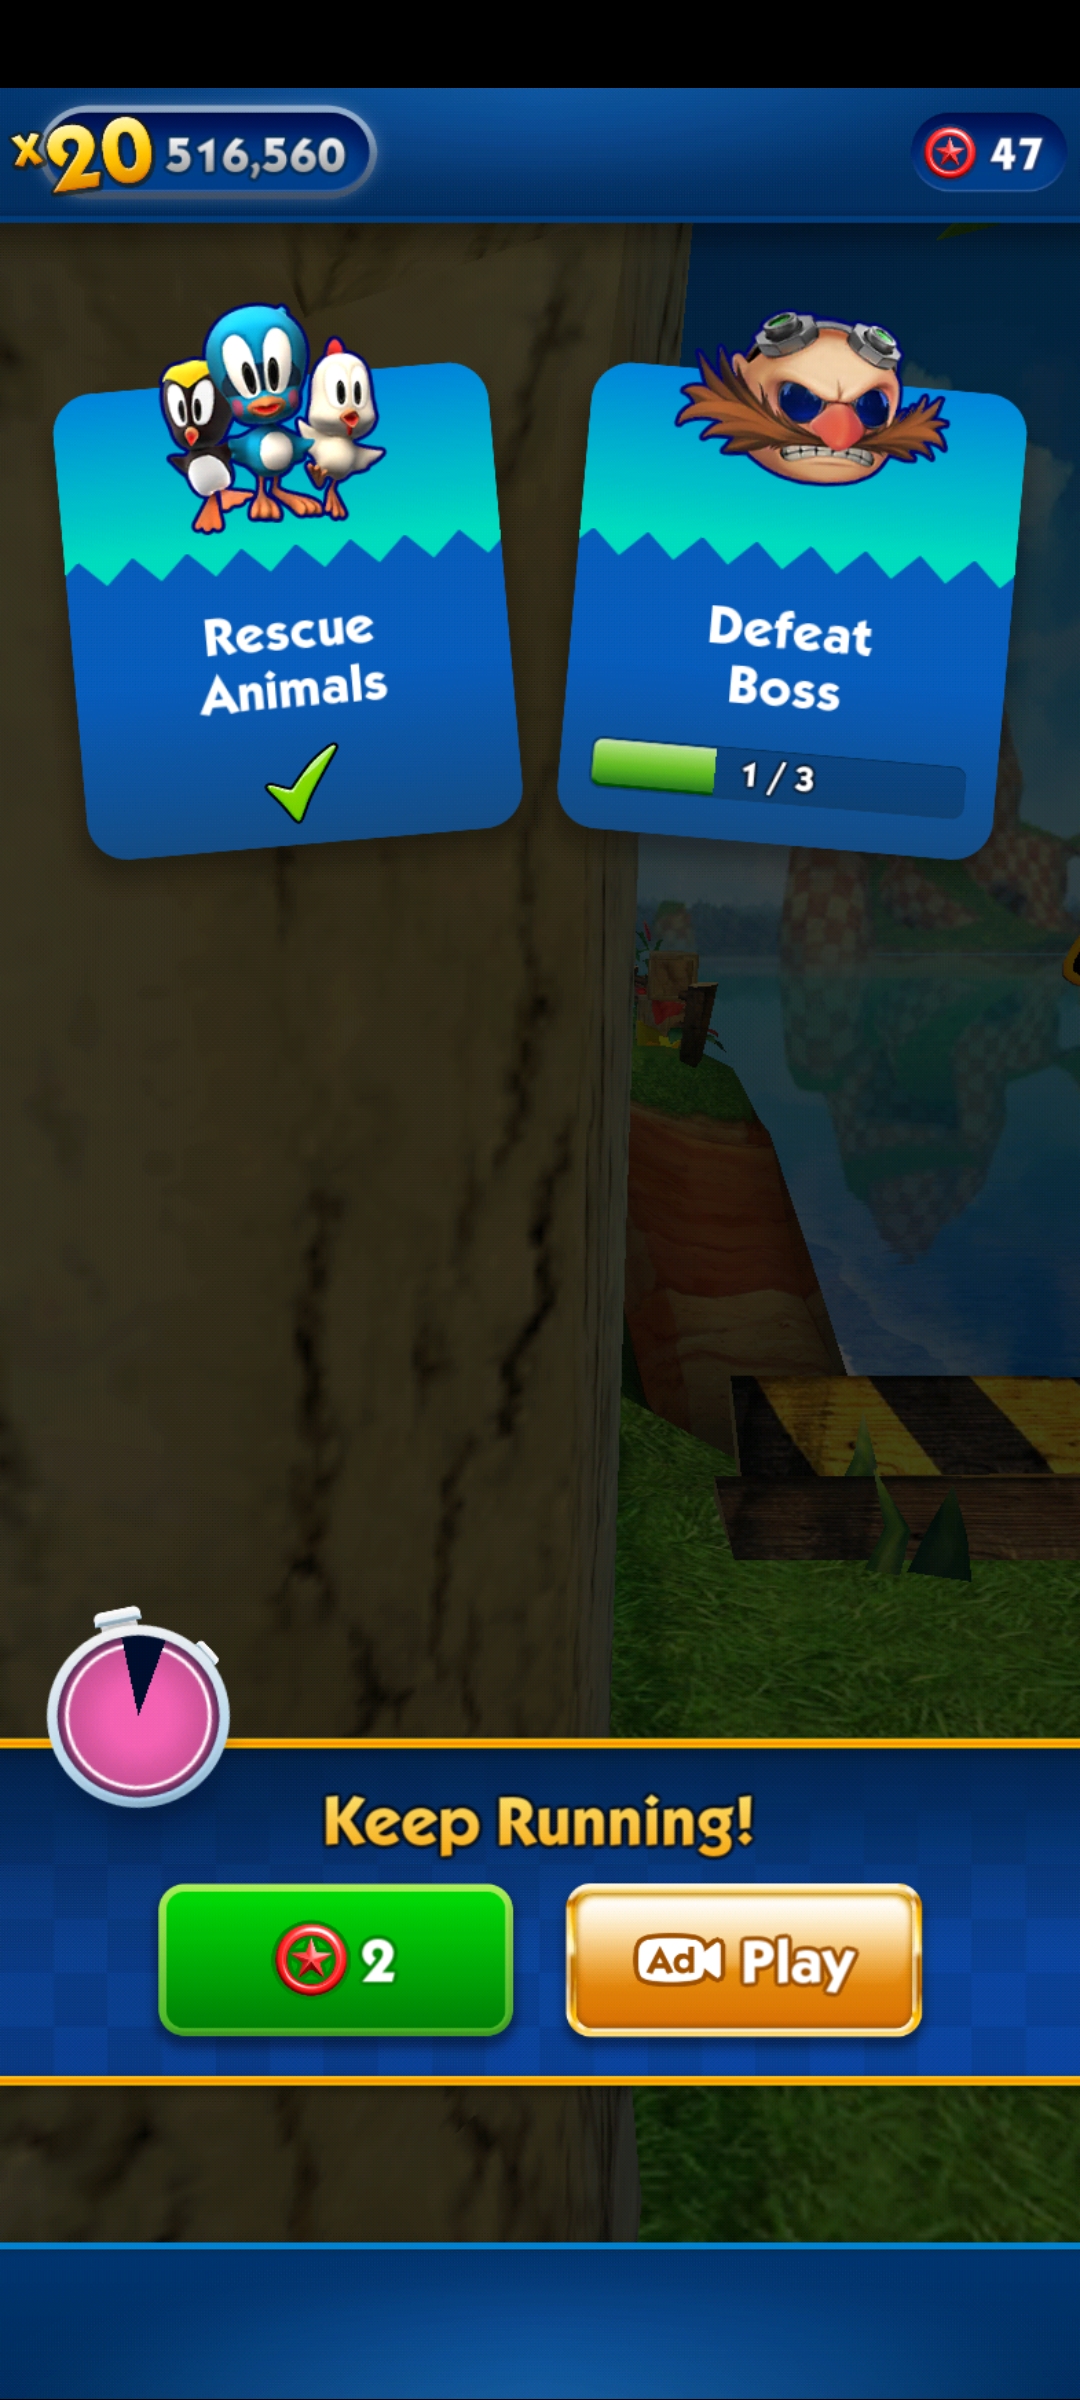 x20 516,560
47
Rescue
Animals
Defeat
Boss
1 / 3
Keep Running!
2
Ad Play